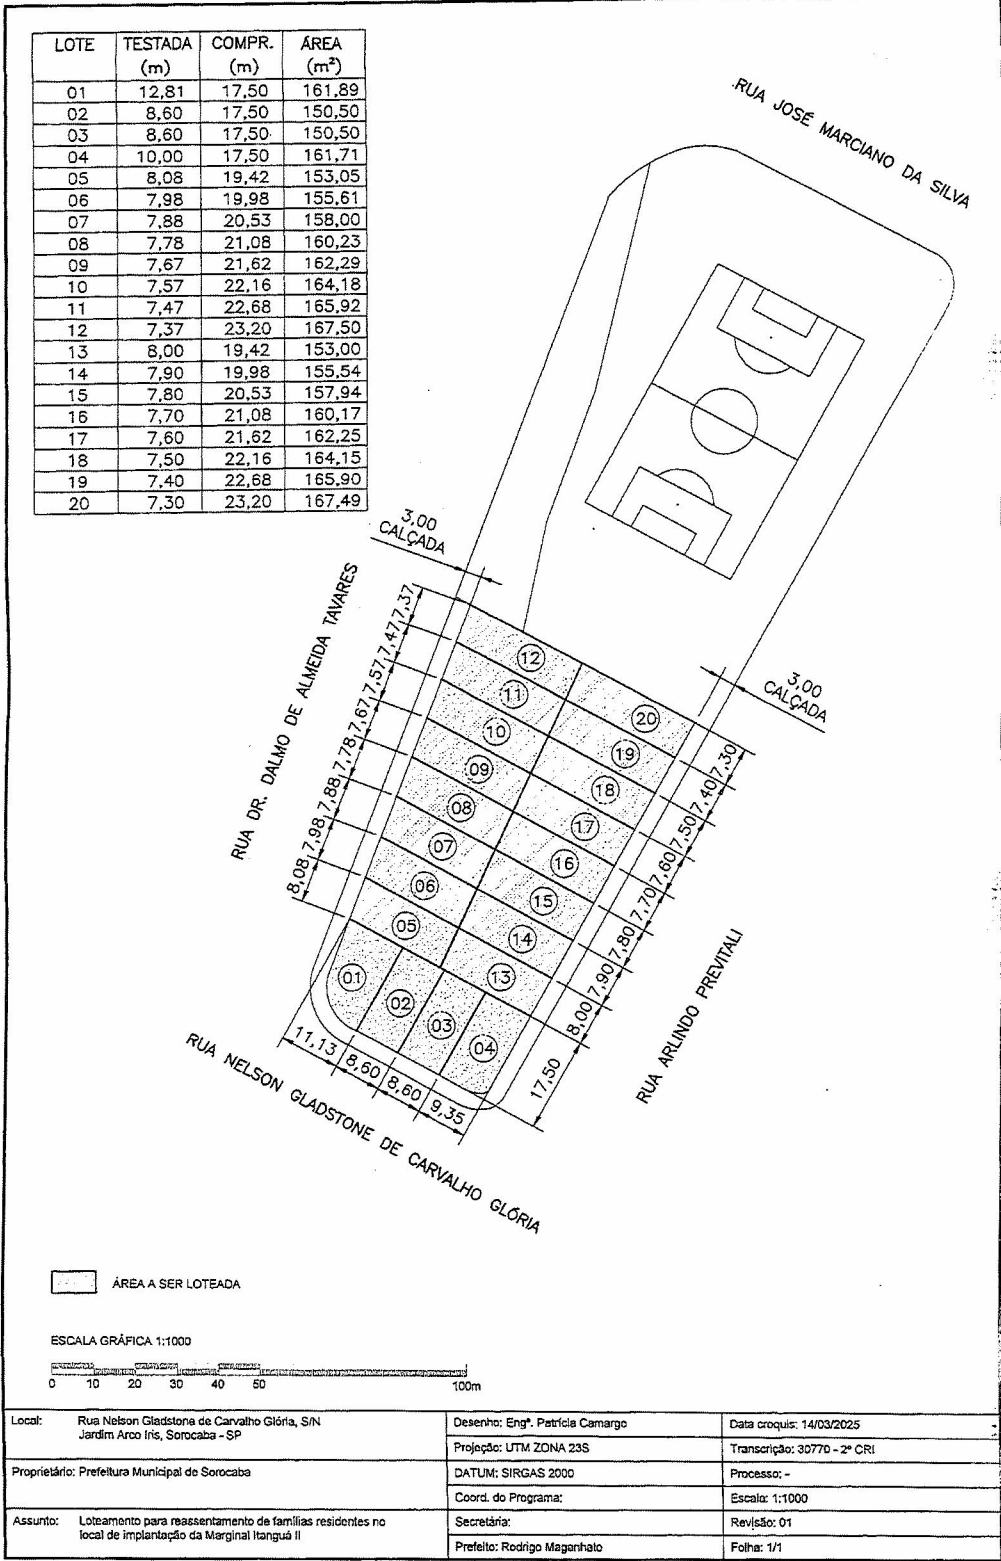 LOTE TESTADA (m) COMPR. (m) ÁREA (m²)
01 12,81 17,50 161,89
02 8,60 17,50 150,50
03 8,60 17,50 150,50
04 10,00 17,50 161,71
05 8,08 19,42 153,05
06 7,98 19,98 155,61
07 7,88 20,53 158,00
08 7,78 21,08 160,23
09 7,67 21,62 162,29
10 7,57 22,16 164,18
11 7,47 22,68 165,92
12 7,37 23,20 167,50
13 8,00 19,42 153,00
14 7,90 19,98 155,54
15 7,80 20,53 157,94
16 7,70 21,08 160,17
17 7,60 21,62 162,25
18 7,50 22,16 164,15
19 7,40 22,68 165,90
20 7,30 23,20 167,49
RUA JOSÉ MARCIANO DA SILVA
3,00
CALÇADA
RUA DR. DALMO DE ALMEIDA TAVARES
8,08 7,98 7,88 7,78 7,67 7,57 7,47 7,37
3,00
CALÇADA
12
11
20
10
19
09
18
08
17
07
16
06
15
05
14
13
01
02
03
04
17,50 8,00 7,90 7,80 7,70 7,60 7,50 7,40 7,30
RUA ARLINDO PREVITALI
11,13 8,60 8,60 9,35
RUA NELSON GLADSTONE DE CARVALHO GLÓRIA
ÁREA A SER LOTEADA
ESCALA GRÁFICA 1:1000
0 10 20 30 40 50 100m
Local: Rua Nelson Gladstone de Carvalho Glória, S/N
Jardim Arco Iris, Sorocaba - SP
Desenho: Engª. Patrícia Camargo
Data croquis: 14/03/2025
Projeção: UTM ZONA 23S
Transcrição: 30770 - 2º CRI
Proprietário: Prefeitura Municipal de Sorocaba
DATUM: SIRGAS 2000
Processo: -
Coord. do Programa:
Escala: 1:1000
Assunto: Loteamento para reassentamento de famílias residentes no
local de implantação da Marginal Itanguá II
Secretária:
Revisão: 01
Prefeito: Rodrigo Maganhato
Folha: 1/1